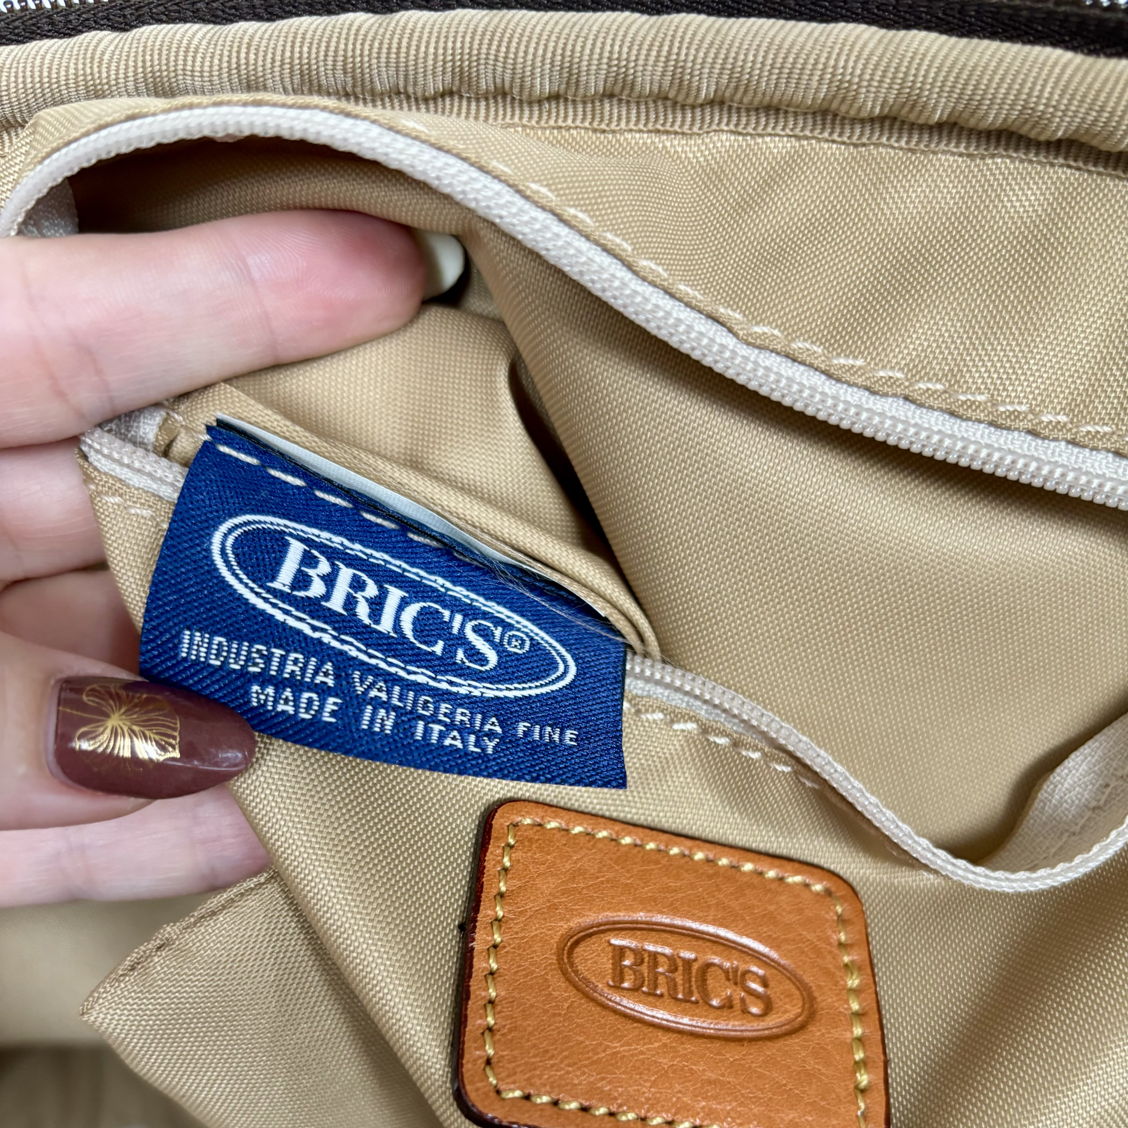 BRIC'S®
INDUSTRIA VALIGERIA FINE
MADE IN ITALY
BRIC'S